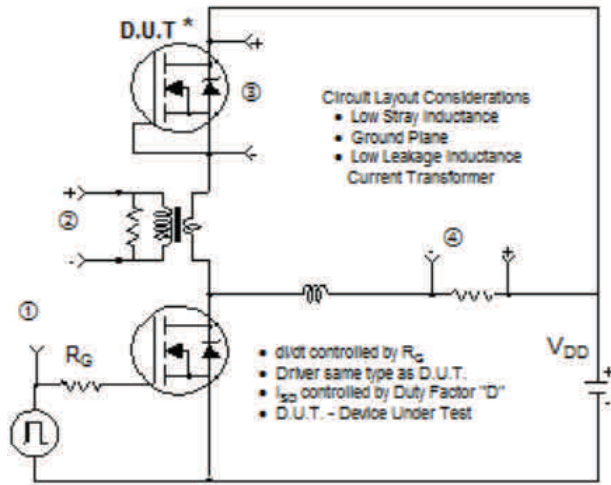 D.U.T *
+
③
Circuit Layout Considerations
• Low Stray Inductance
• Ground Plane
• Low Leakage Inductance
Current Transformer
-
+
②
-
- ④ +
①
RG
VDD
+
-
• di/dt controlled by RG
• Driver same type as D.U.T.
• ISD controlled by Duty Factor "D"
• D.U.T. - Device Under Test